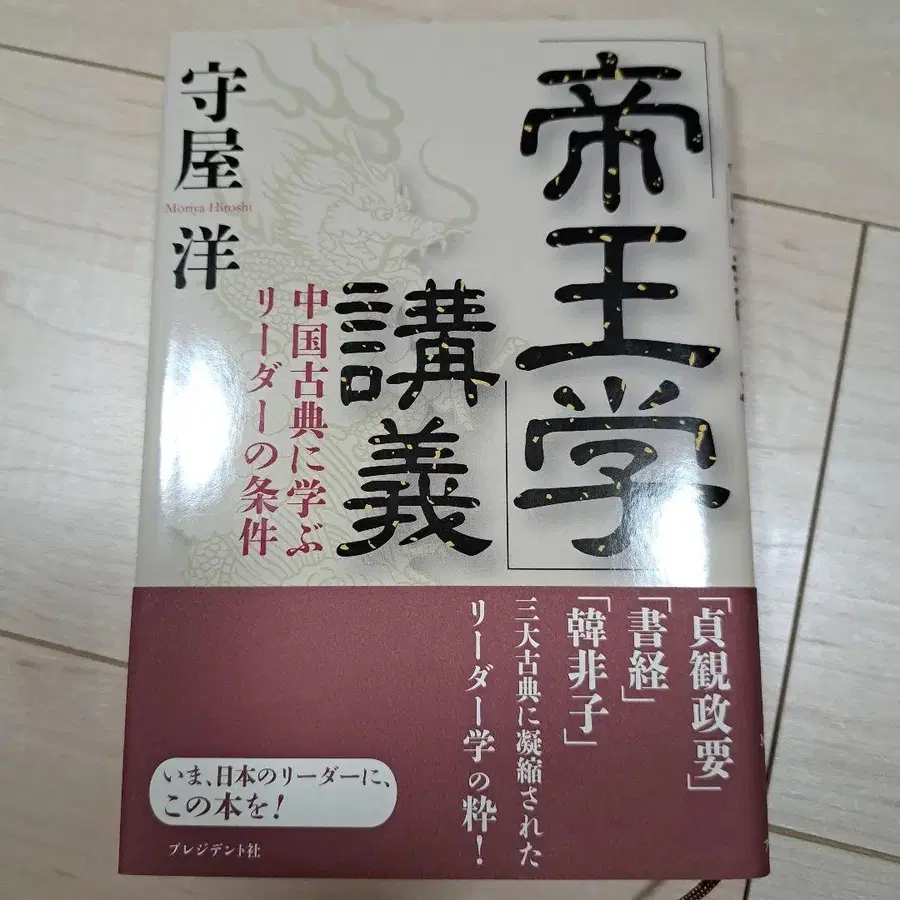 「帝王学」
講義
中国古典に学ぶ
リーダーの条件
守屋 洋
Moriya Hiroshi
「貞観政要」
「書経」
「韓非子」
三大古典に凝縮された
リーダー学の粋!
いま、日本のリーダーに、
この本を!
プレジデント社